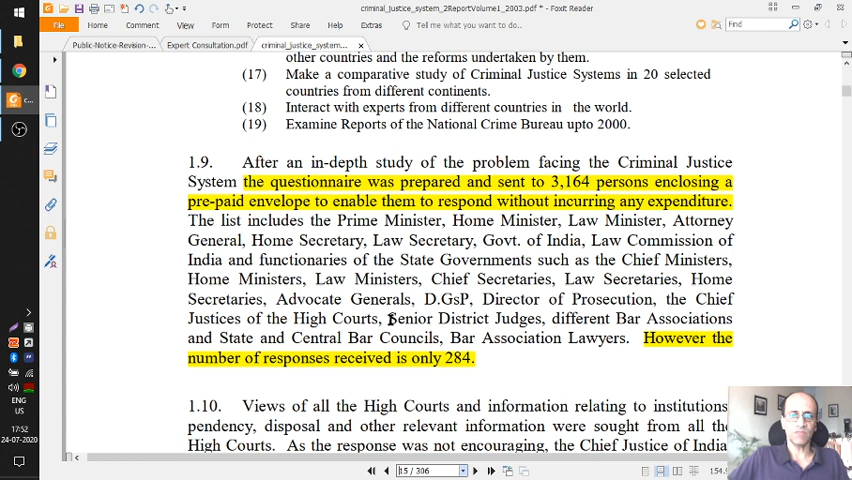 criminal_justice_system_2ReportVolume1_2003.pdf * - Foxit Reader
File Home Comment View Form Protect Share Help Extras Tell me what you want to do... Find
Public-Notice-Revision-... Expert Consultation.pdf criminal_justice_system...
other countries and the reforms undertaken by them.
(17) Make a comparative study of Criminal Justice Systems in 20 selected
countries from different continents.
(18) Interact with experts from different countries in the world.
(19) Examine Reports of the National Crime Bureau upto 2000.
1.9. After an in-depth study of the problem facing the Criminal Justice
System the questionnaire was prepared and sent to 3,164 persons enclosing a
pre-paid envelope to enable them to respond without incurring any expenditure.
The list includes the Prime Minister, Home Minister, Law Minister, Attorney
General, Home Secretary, Law Secretary, Govt. of India, Law Commission of
India and functionaries of the State Governments such as the Chief Ministers,
Home Ministers, Law Ministers, Chief Secretaries, Law Secretaries, Home
Secretaries, Advocate Generals, D.GsP, Director of Prosecution, the Chief
Justices of the High Courts, Senior District Judges, different Bar Associations
and State and Central Bar Councils, Bar Association Lawyers. However the
number of responses received is only 284.
1.10. Views of all the High Courts and information relating to institutions
pendency, disposal and other relevant information were sought from all the
High Courts. As the response was not encouraging, the Chief Justice of India
ENG
US
17:52
24-07-2020
15 / 306
154.9